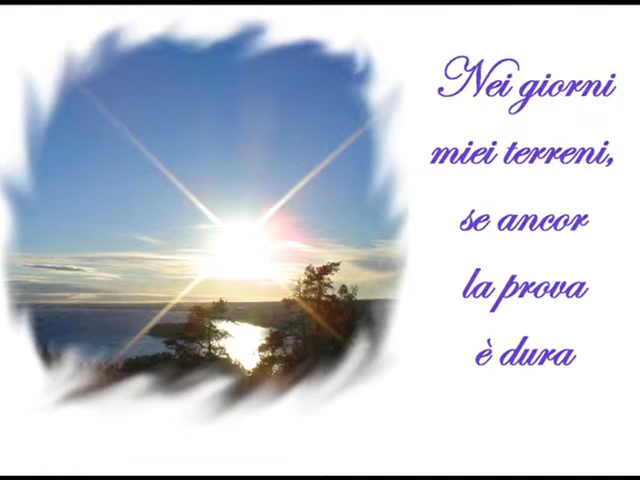 Nei giorni
miei terreni,
se ancor
la prova
è dura